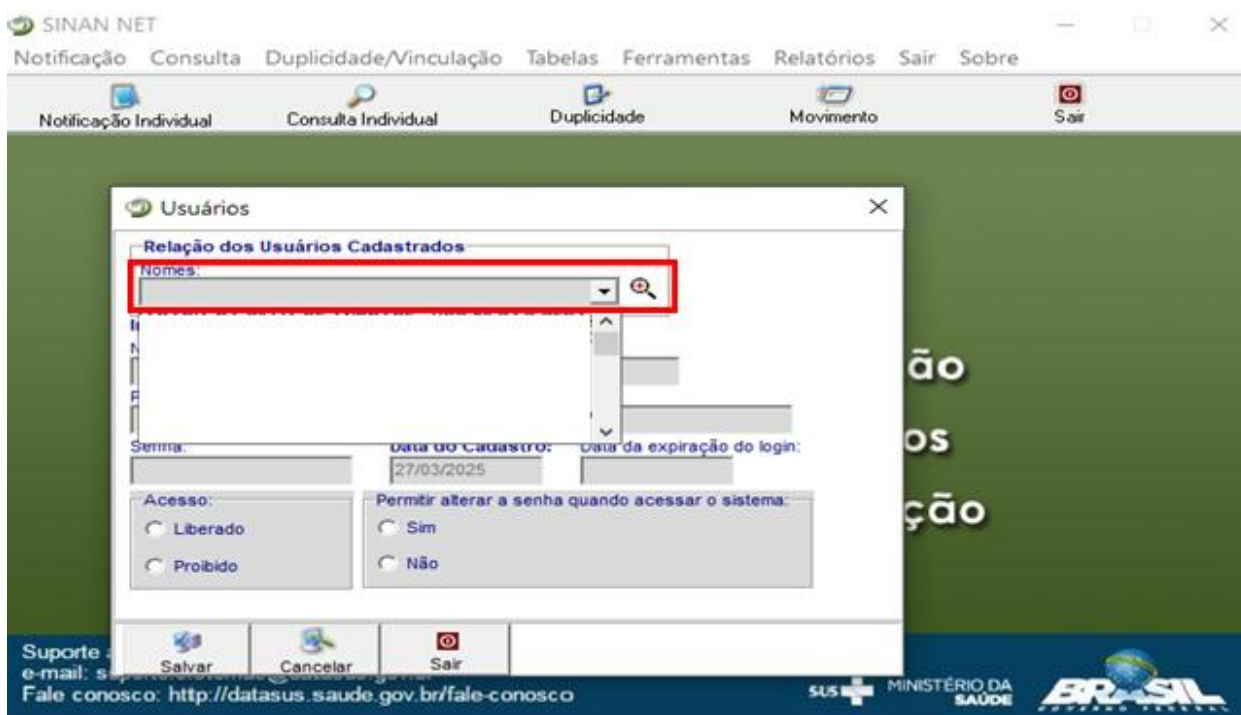 SINAN NET
Notificação Consulta Duplicidade/Vinculação Tabelas Ferramentas Relatórios Sair Sobre
Notificação Individual Consulta Individual Duplicidade Movimento Sair
Usuários
Relação dos Usuários Cadastrados
Nomes:
ão
os
Senha: Data do Cadastro: Data da expiração do login:
27/03/2025
Acesso: Permitir alterar a senha quando acessar o sistema:
ção
Liberado Sim
Proibido Não
Salvar Cancelar Sair
Suporte
e-mail:
Fale conosco: http://datasus.saude.gov.br/fale-conosco
SUS MINISTÉRIO DA SAÚDE BRASIL
GOVERNO FEDERAL